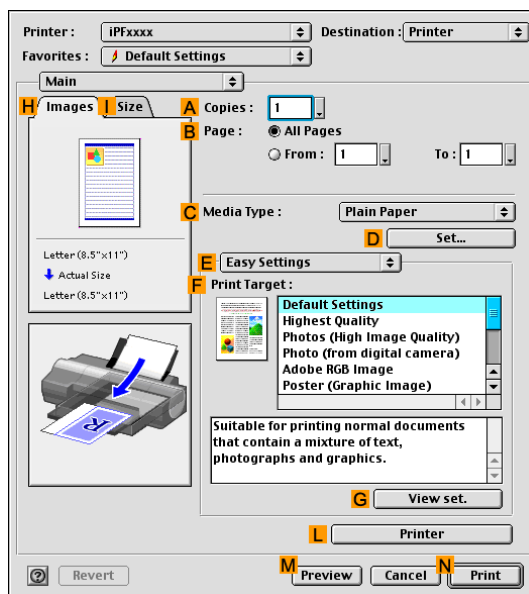 Printer : iPFxxxx Destination : Printer
Favorites : Default Settings
Main
H Images I Size
A Copies : 1
B Page : All Pages
From : 1 To : 1
C Media Type : Plain Paper
D Set...
Letter (8.5"x11")
Actual Size
Letter (8.5"x11")
E Easy Settings
F Print Target :
Default Settings
Highest Quality
Photos (High Image Quality)
Photo (from digital camera)
Adobe RGB Image
Poster (Graphic Image)
R
Suitable for printing normal documents
that contain a mixture of text,
photographs and graphics.
G View set.
L Printer
? Revert M Preview Cancel N Print